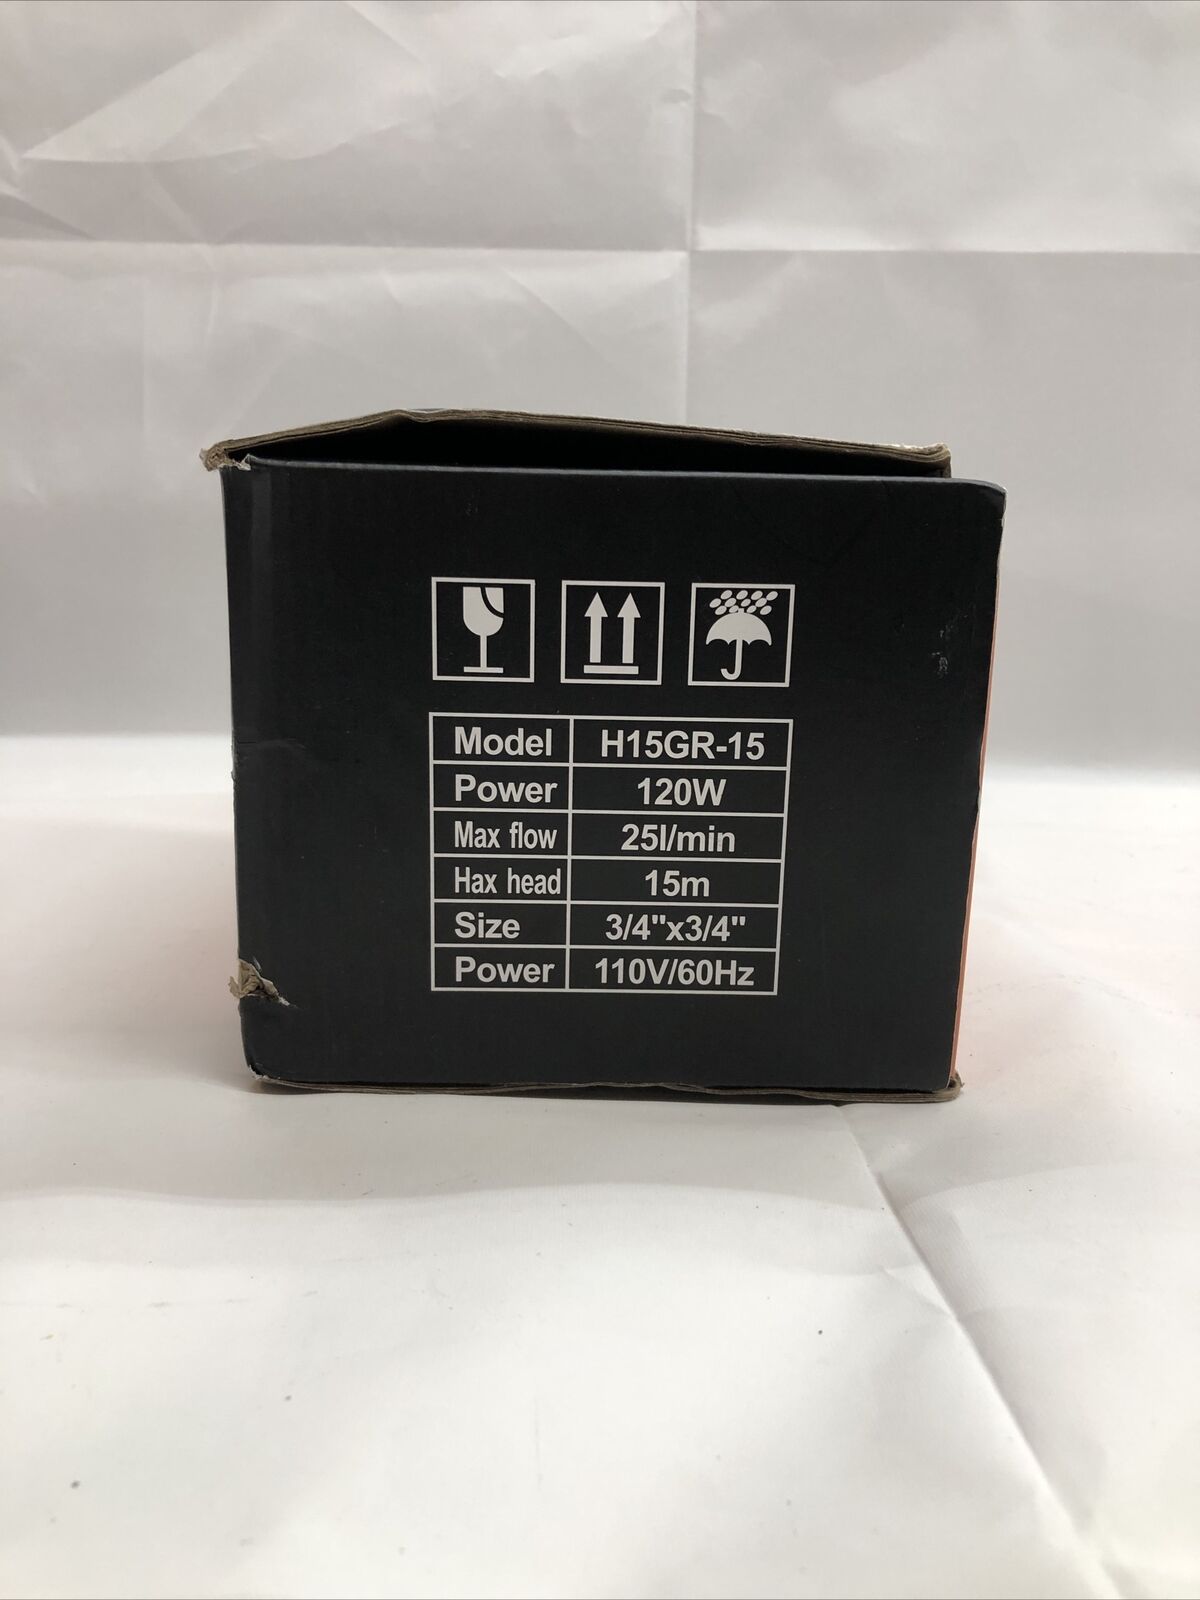 Model H15GR-15
Power 120W
Max flow 25l/min
Hax head 15m
Size 3/4"x3/4"
Power 110V/60Hz